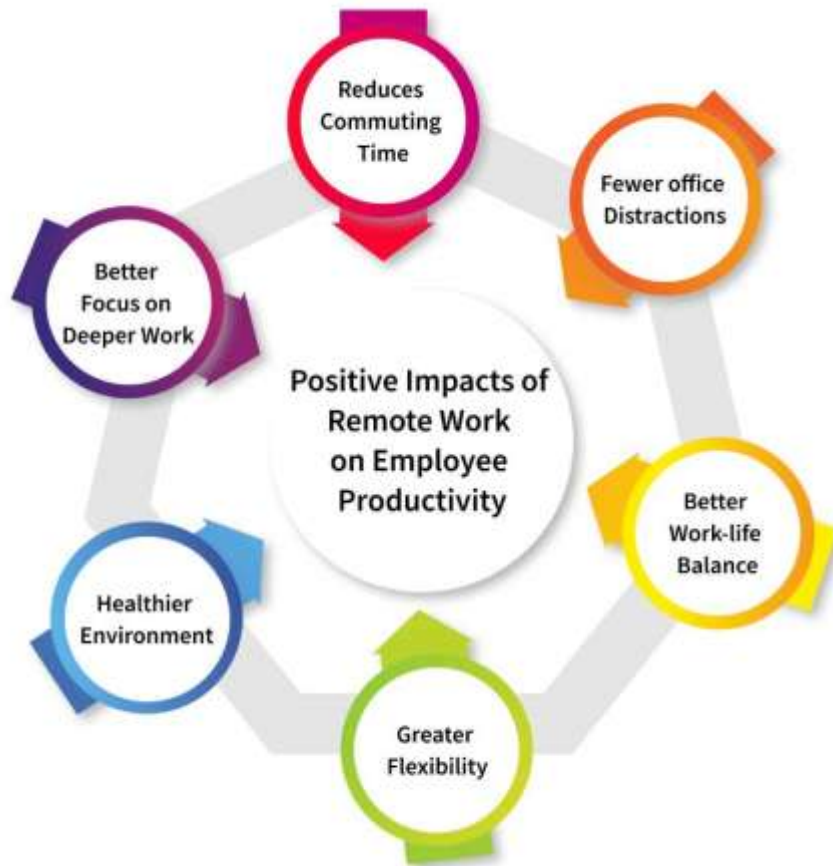 Reduces
Commuting
Time
Fewer office
Distractions
Better
Focus on
Deeper Work
Positive Impacts of
Remote Work
on Employee
Productivity
Better
Work-life
Balance
Healthier
Environment
Greater
Flexibility